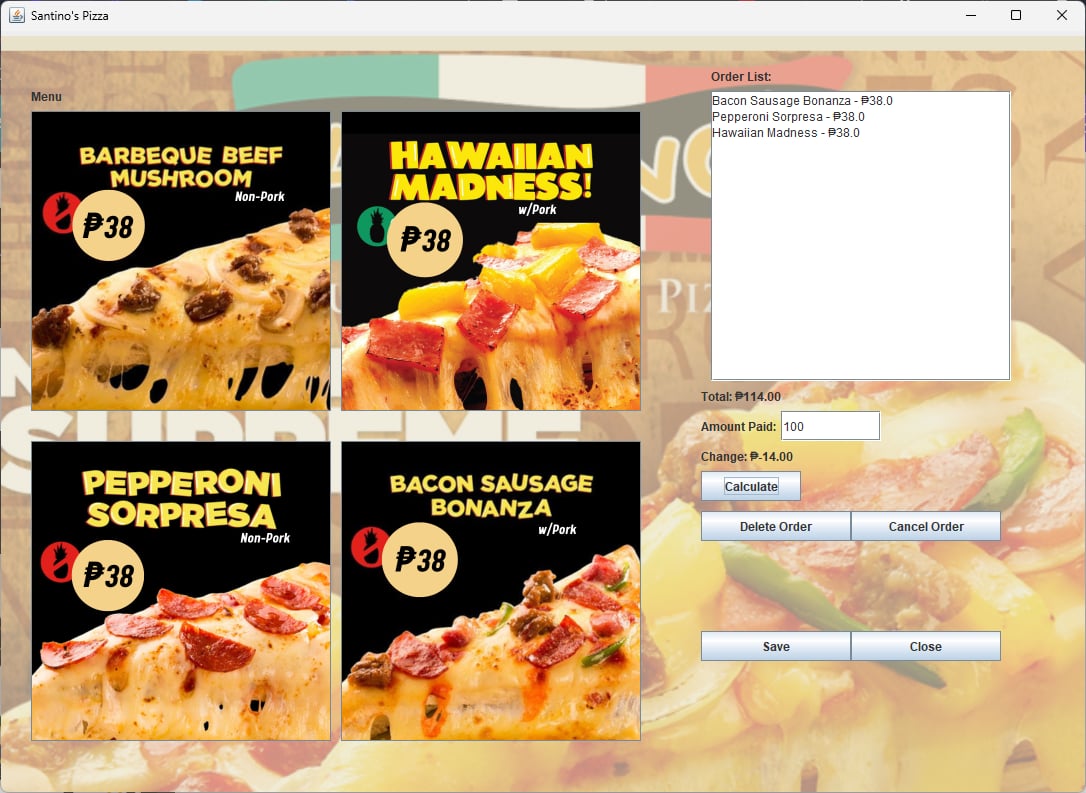 Santino's Pizza
Menu
BARBEQUE BEEF
MUSHROOM
Non-Pork
₱38
HAWAIIAN
MADNESS!
w/Pork
₱38
PEPPERONI
SORPRESA
Non-Pork
₱38
BACON SAUSAGE
BONANZA
w/Pork
₱38
SUPREME
Order List:
Bacon Sausage Bonanza - ₱38.0
Pepperoni Sorpresa - ₱38.0
Hawaiian Madness - ₱38.0
Total: ₱114.00
Amount Paid: 100
Change: ₱-14.00
Calculate
Delete Order
Cancel Order
Save
Close